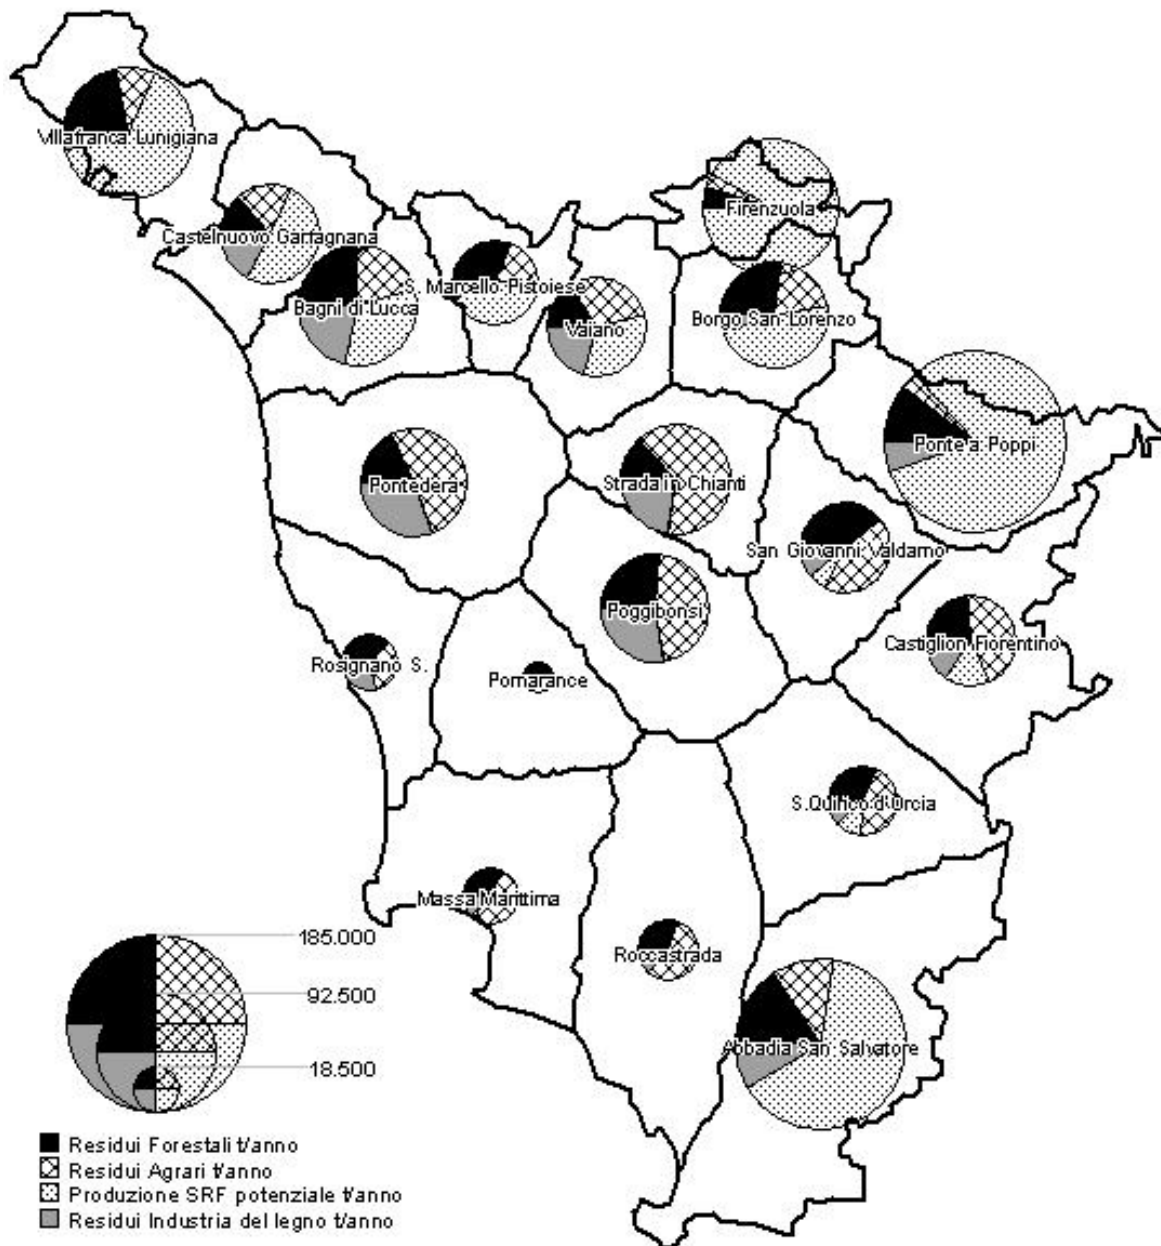 Villafranca Lunigiana
Firenzuola
Castelnuovo Garfagnana
S. Marcello Pistoiese
Bagni di Lucca
Borgo San Lorenzo
Vaiano
Ponte a Poppi
Pontedera
Strada in Chianti
San Giovanni Valdarno
Poggibonsi
Castiglion Fiorentino
Rosignano S.
Pomarance
S.Quirico d'Orcia
Massa Marittima
Roccastrada
Abbadia San Salvatore
185.000
92.500
18.500
Residui Forestali t/anno
Residui Agrari t/anno
Produzione SRF potenziale t/anno
Residui Industria del legno t/anno